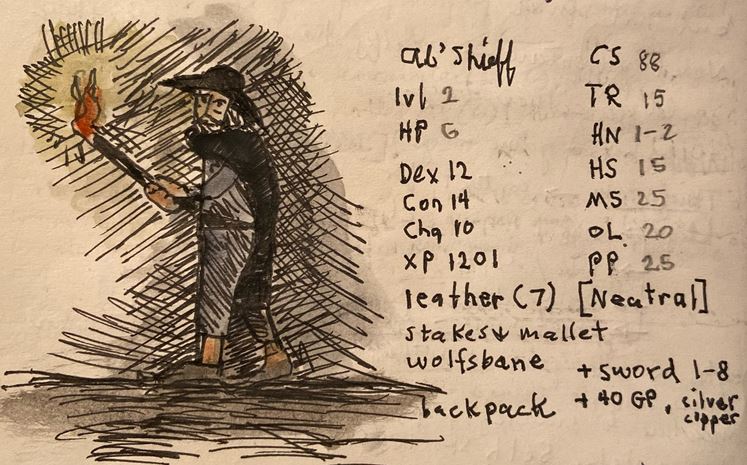 Al'Shieff CS 88
lvl 2 TR 15
HP 6 HN 1-2
Dex 12 HS 15
Con 14 MS 25
Cha 10 OL 20
XP 1201 PP 25
leather (7) [Neutral]
stakes + mallet
wolfsbane + sword 1-8
backpack + 40 GP, silver
copper